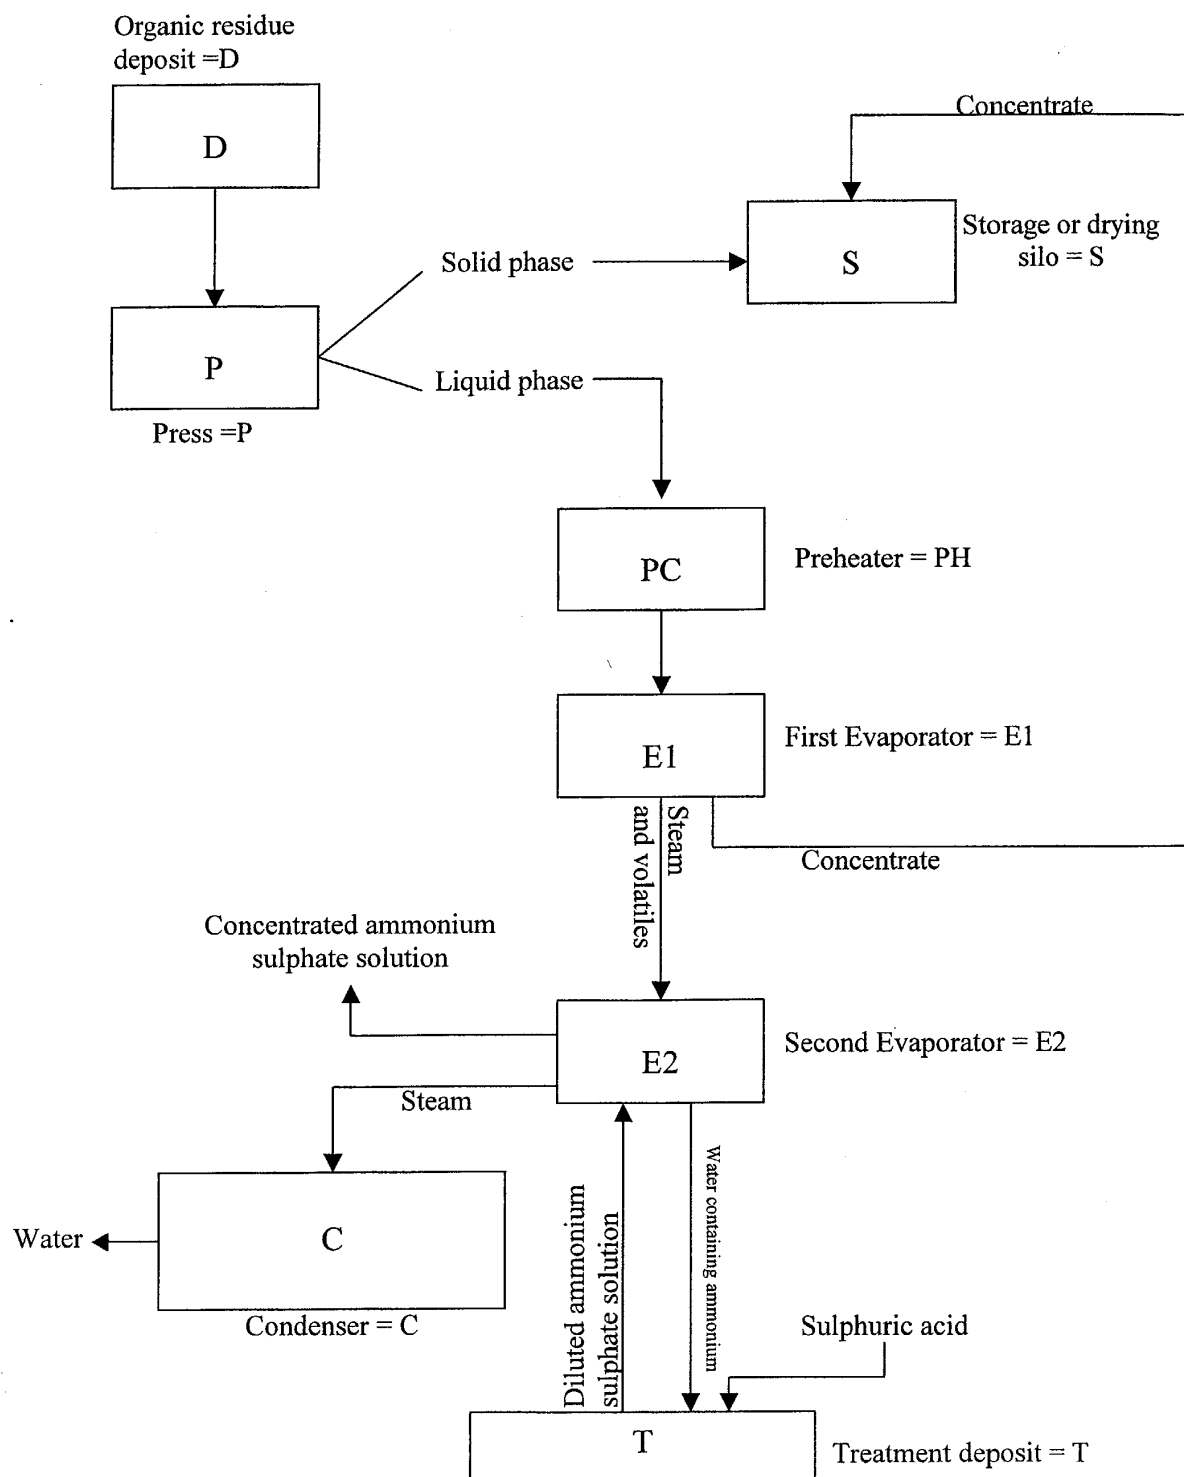 Organic residue
deposit =D
D
Concentrate
Storage or drying
silo = S
S
Solid phase
P
Liquid phase
Press =P
PC
Preheater = PH
E1
First Evaporator = E1
Steam
and volatiles
Concentrate
Concentrated ammonium
sulphate solution
E2
Second Evaporator = E2
Steam
Water
C
Condenser = C
Diluted ammonium
sulphate solution
Water containing ammonium
Sulphuric acid
T
Treatment deposit = T